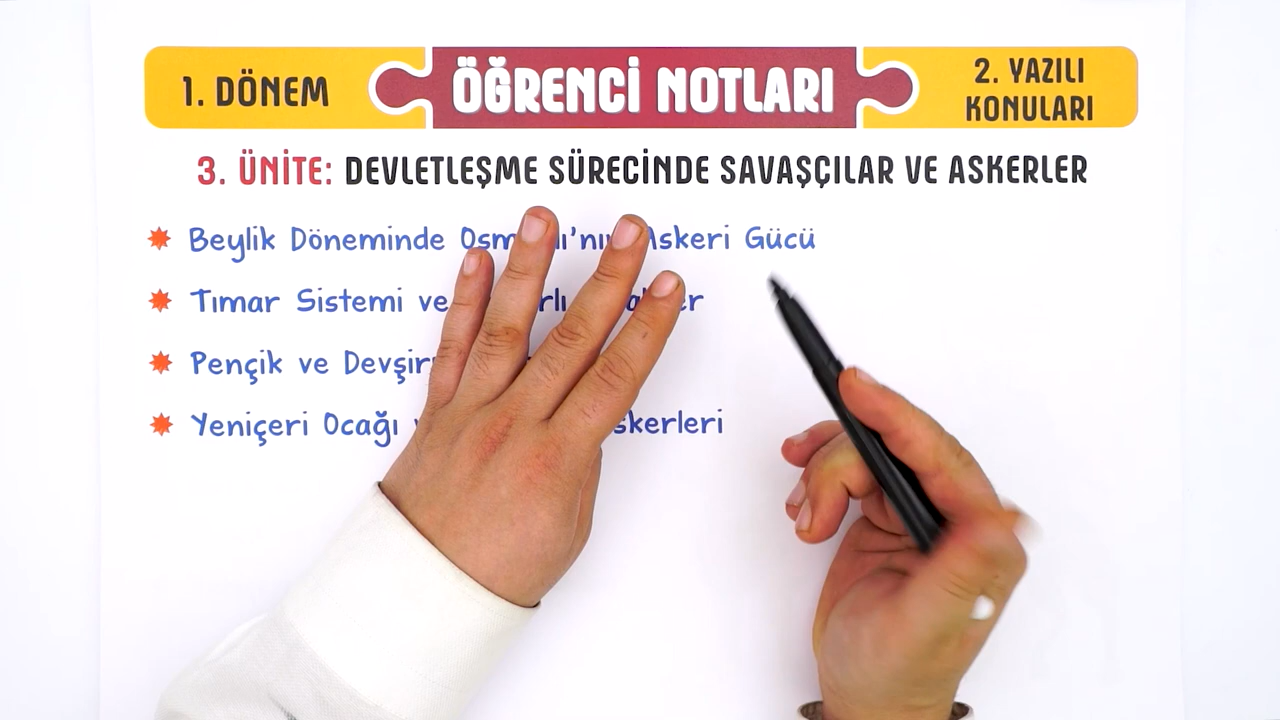 1. DÖNEM
ÖĞRENCİ NOTLARI
2. YAZILI
KONULARI
3. ÜNİTE: DEVLETLEŞME SÜRECİNDE SAVAŞÇILAR VE ASKERLER
Beylik Döneminde Askeri Gücü
Tımar Sistemi ve
Pençik ve
Yeniçeri Ocağı